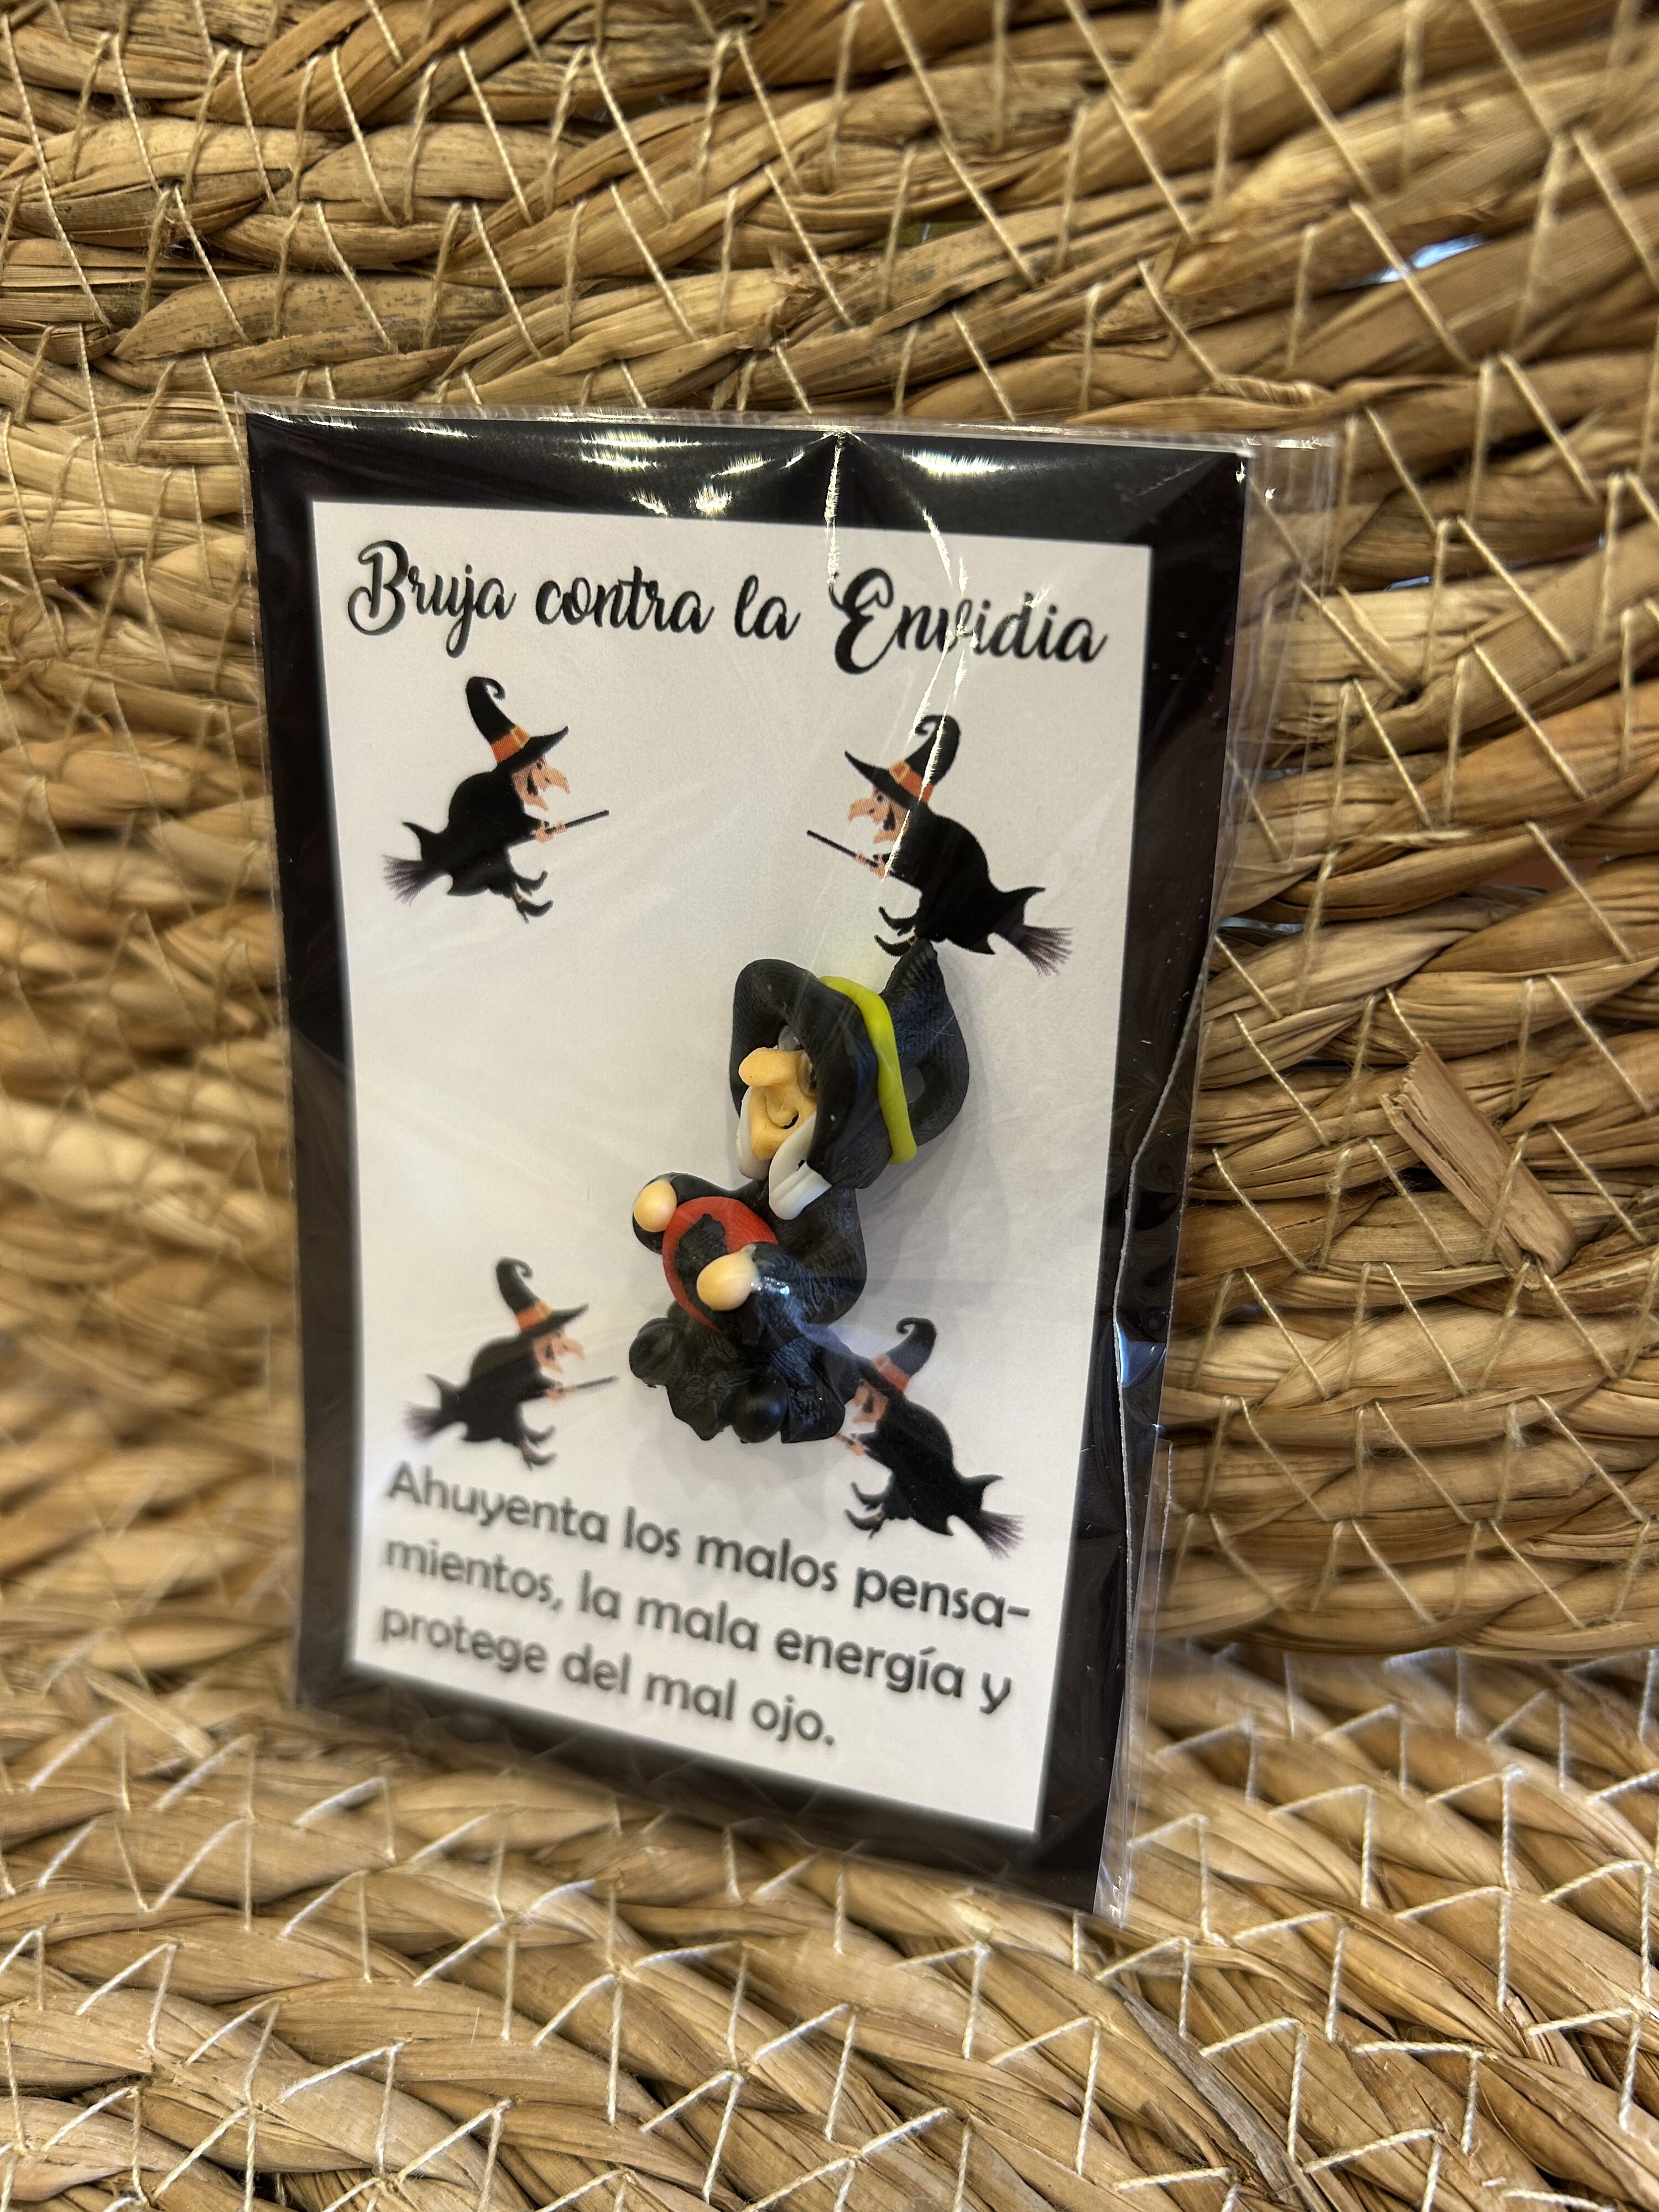 Bruja contra la Envidia
Ahuyenta los malos pensa-
mientos, la mala energía y
protege del mal ojo.